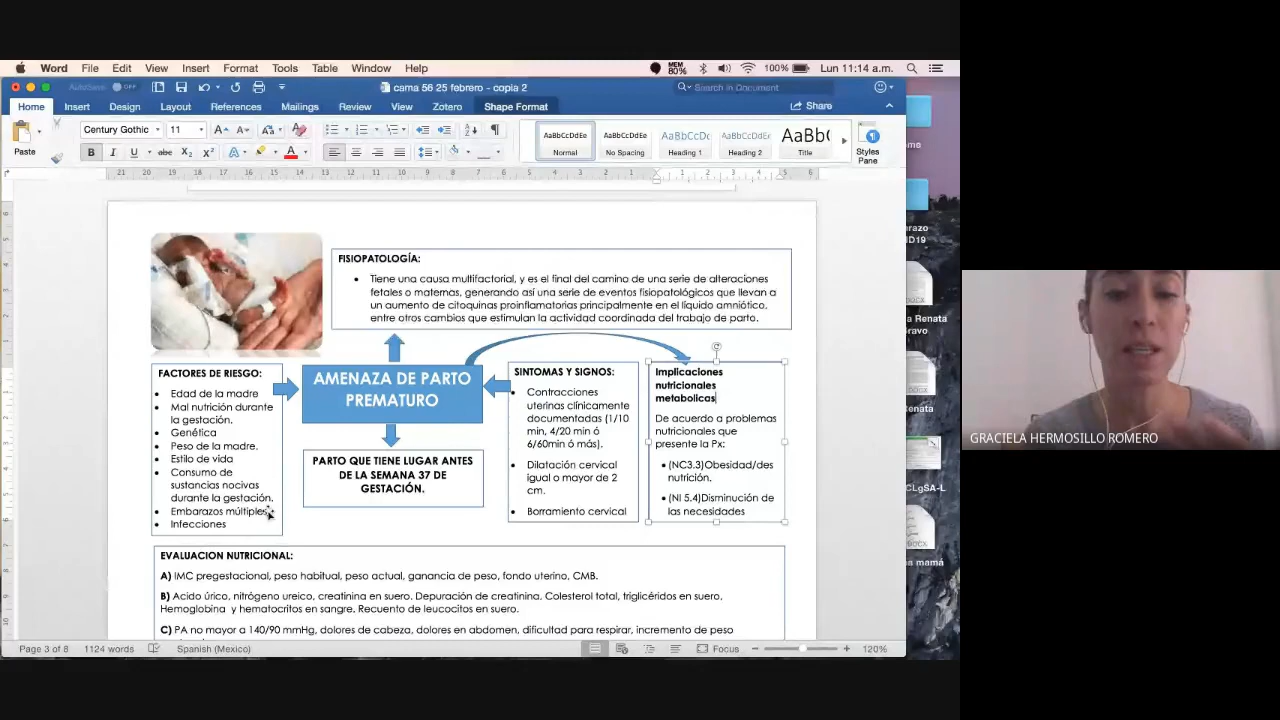 Word File Edit View Insert Format Tools Table Window Help
MEM 80% 100% Lun 11:14 a.m.
AutoSave OFF
cama 56 25 febrero - copia 2
Search in Document
Home Insert Design Layout References Mailings Review View Zotero Shape Format
Share
Paste
Century Gothic 11
AaBbCcDdEe AaBbCcDdEe AaBbCcDc AaBbCcDdEe AaBb(
Normal No Spacing Heading 1 Heading 2 Title
Styles Pane
FISIOPATOLOGÍA:
• Tiene una causa multifactorial, y es el final del camino de una serie de alteraciones
fetales o maternas, generando así una serie de eventos fisiopatológicos que llevan a
un aumento de citoquinas proinflamatorias principalmente en el líquido amniótico,
entre otros cambios que estimulan la actividad coordinada del trabajo de parto.
FACTORES DE RIESGO:
• Edad de la madre
• Mal nutrición durante
la gestación.
• Genética
• Peso de la madre.
• Estilo de vida
• Consumo de
sustancias nocivas
durante la gestación.
• Embarazos múltiples
• Infecciones
AMENAZA DE PARTO
PREMATURO
PARTO QUE TIENE LUGAR ANTES
DE LA SEMANA 37 DE
GESTACIÓN.
SINTOMAS Y SIGNOS:
• Contracciones
uterinas clínicamente
documentadas (1/10
min, 4/20 min ó
6/60min ó más).
• Dilatación cervical
igual o mayor de 2
cm.
• Borramiento cervical
Implicaciones
nutricionales
metabolicas
De acuerdo a problemas
nutricionales que
presente la Px:
• (NC3.3)Obesidad/des
nutrición.
• (NI 5.4)Disminución de
las necesidades
EVALUACION NUTRICIONAL:
A) IMC pregestacional, peso habitual, peso actual, ganancia de peso, fondo uterino, CMB.
B) Acido úrico, nitrógeno ureico, creatinina en suero. Depuración de creatinina. Colesterol total, triglicéridos en suero,
Hemoglobina y hematocritos en sangre. Recuento de leucocitos en suero.
C) PA no mayor a 140/90 mmHg, dolores de cabeza, dolores en abdomen, dificultad para respirar, incremento de peso
Page 3 of 8 1124 words Spanish (Mexico) Focus 120%
GRACIELA HERMOSILLO ROMERO